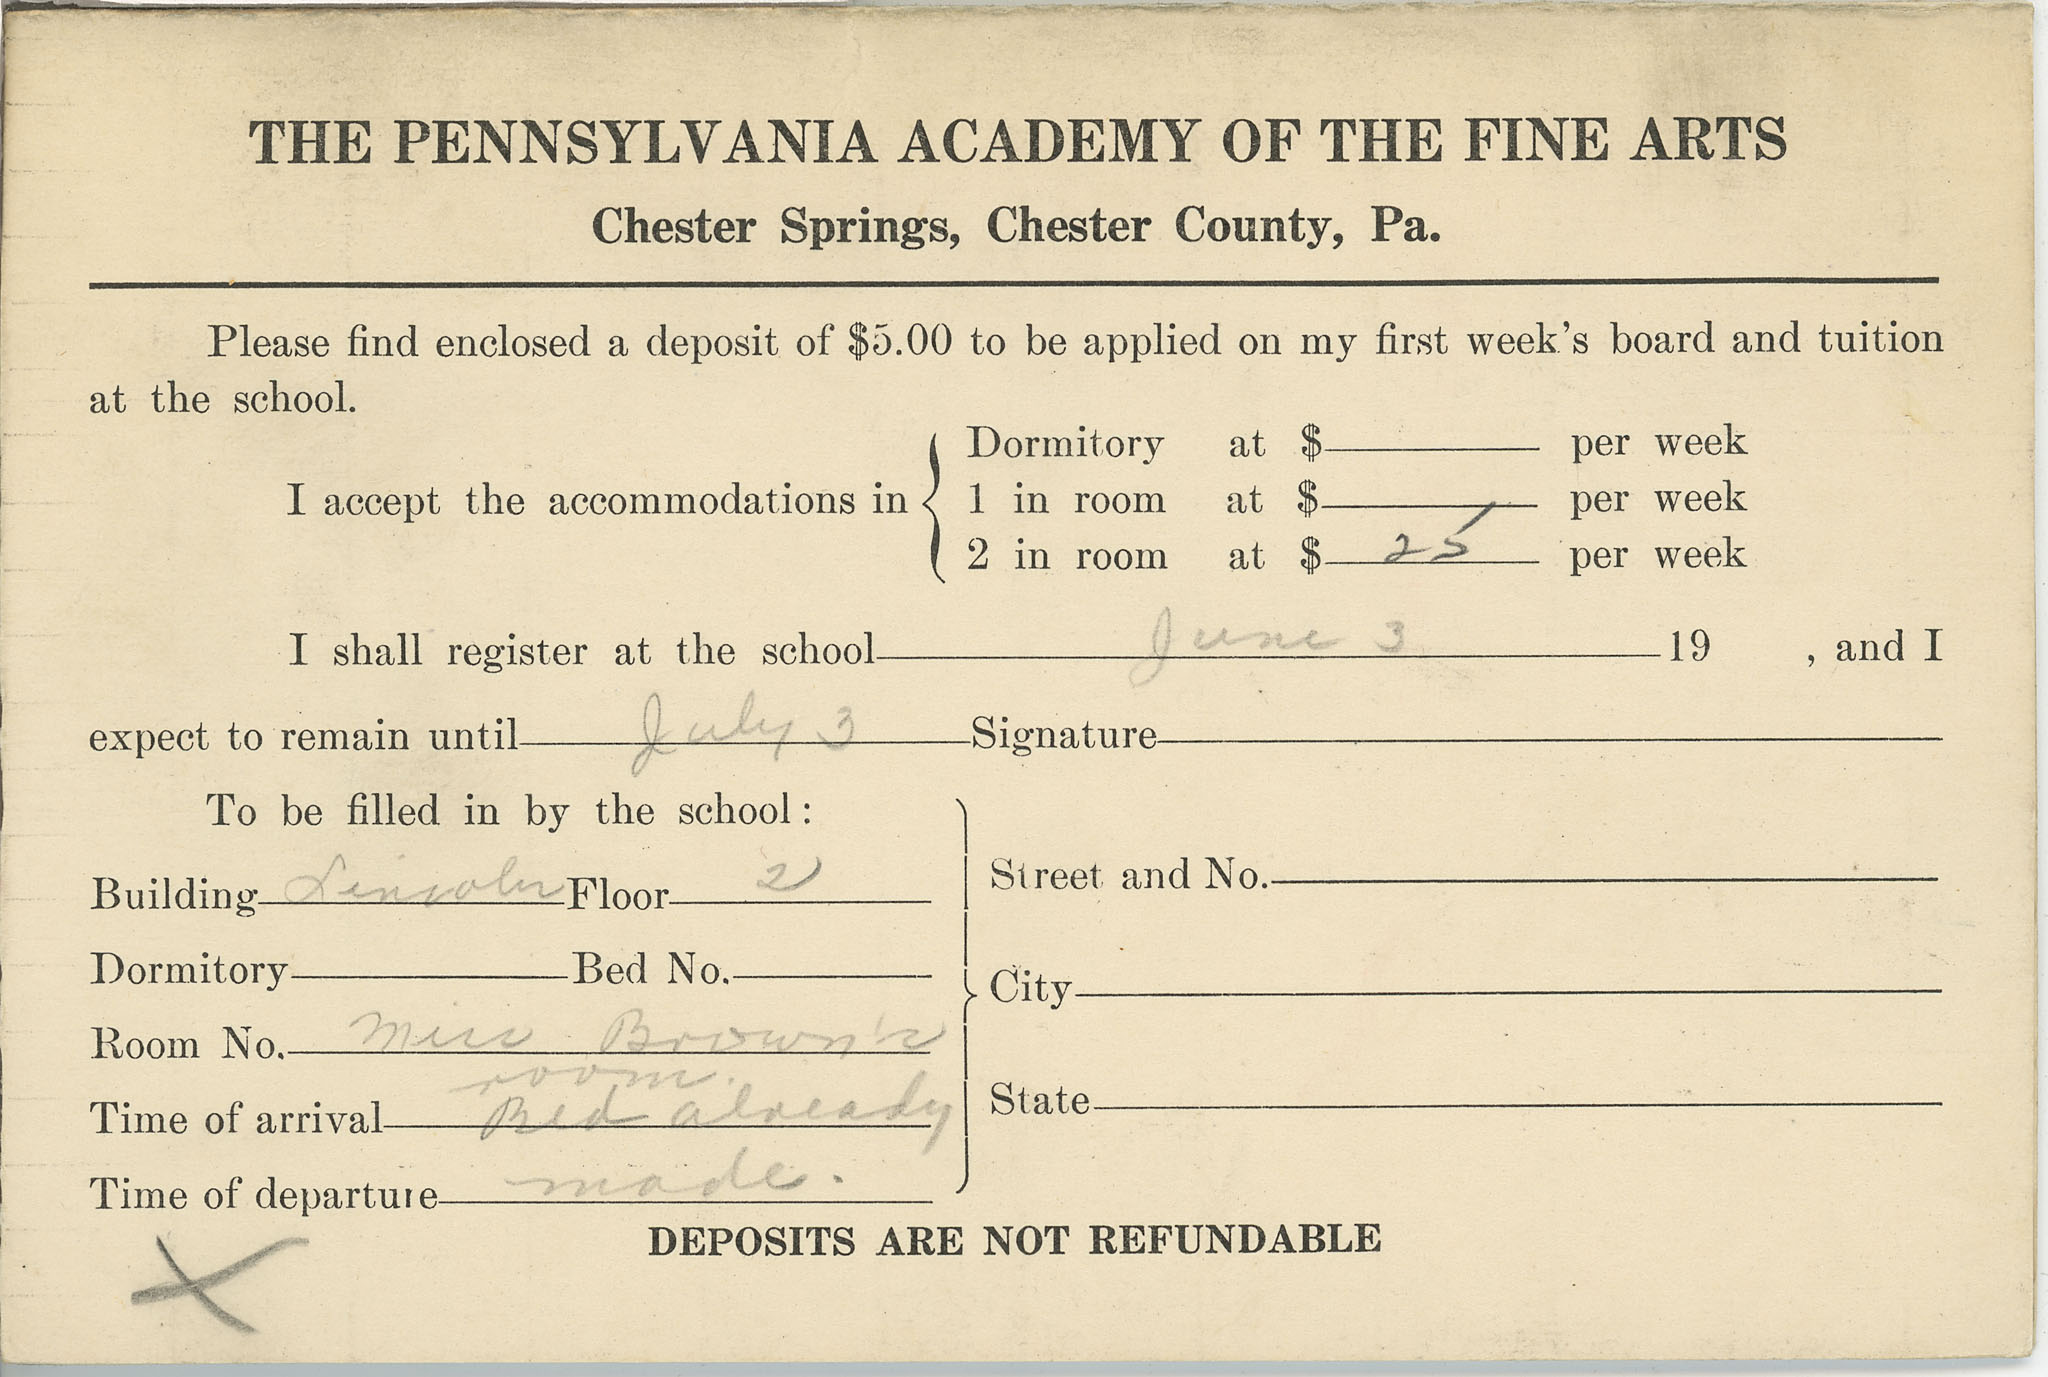 THE PENNSYLVANIA ACADEMY OF THE FINE ARTS
Chester Springs, Chester County, Pa.
Please find enclosed a deposit of $5.00 to be applied on my first week's board and tuition
at the school.
I accept the accommodations in
Dormitory at $ per week
1 in room at $ per week
2 in room at $ 25 per week
I shall register at the school June 3 19 , and I
expect to remain until July 3 Signature
To be filled in by the school:
Building Lincoln Floor 2
Dormitory Bed No.
Room No. Miss Brown's
room.
Time of arrival Bed already
Time of departure made.
Street and No.
City
State
DEPOSITS ARE NOT REFUNDABLE